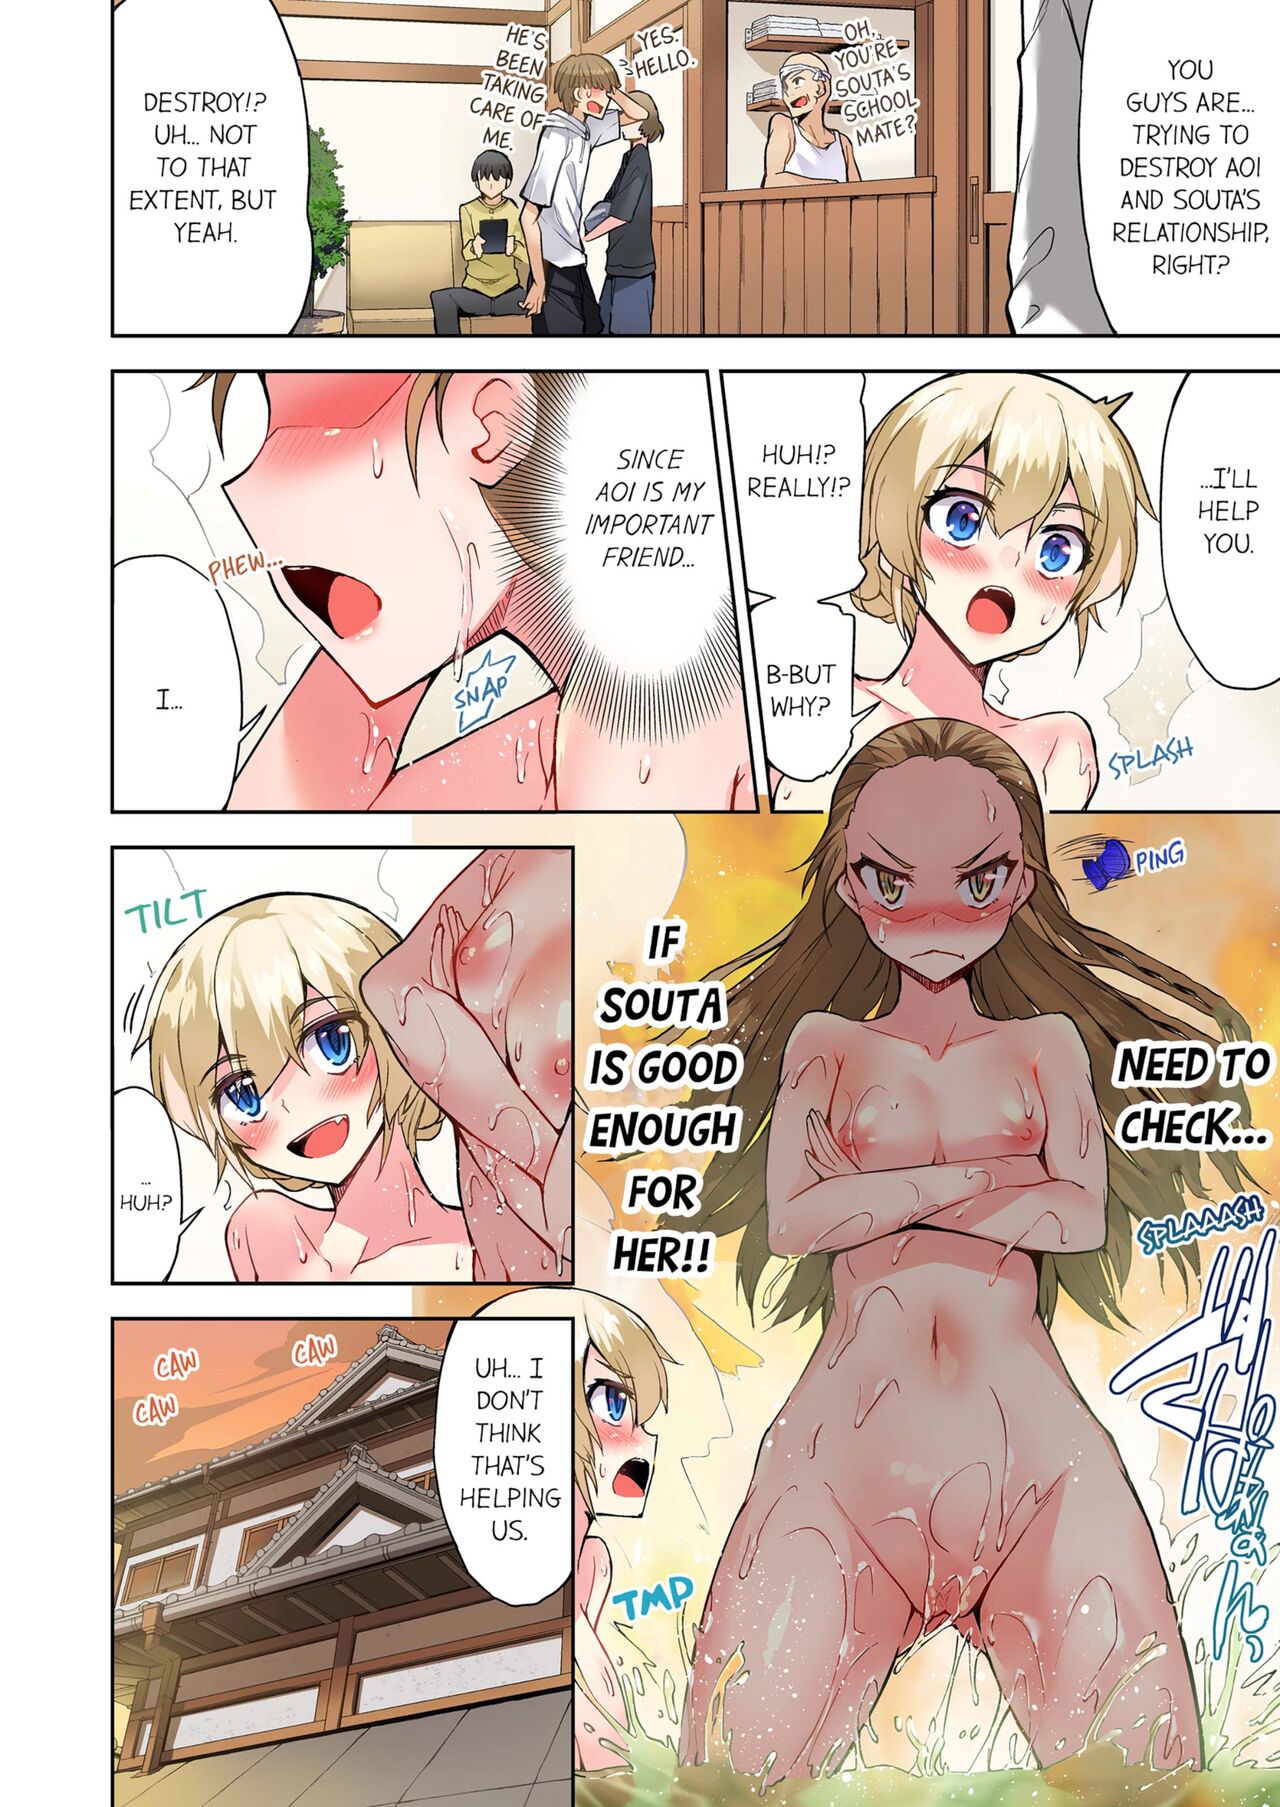 YOU
GUYS ARE...
TRYING TO
DESTROY AOI
AND SOUTA'S
RELATIONSHIP,
RIGHT?
OH,
YOU'RE
SOUTA'S
SCHOOL
MATE?
YES.
HELLO.
HE'S
BEEN
TAKING
CARE OF
ME.
DESTROY!?
UH... NOT
TO THAT
EXTENT, BUT
YEAH.
...I'LL
HELP
YOU.
HUH!?
REALLY!?
B-BUT
WHY?
SPLASH
SINCE
AOI IS MY
IMPORTANT
FRIEND...
PHEW...
SNAP
I...
PING
NEED TO
CHECK...
IF
SOUTA
IS GOOD
ENOUGH
FOR
HER!!
SPLAAASH
TILT
...
HUH?
TMP
UH... I
DON'T
THINK
THAT'S
HELPING
US.
CAW
CAW
CAW